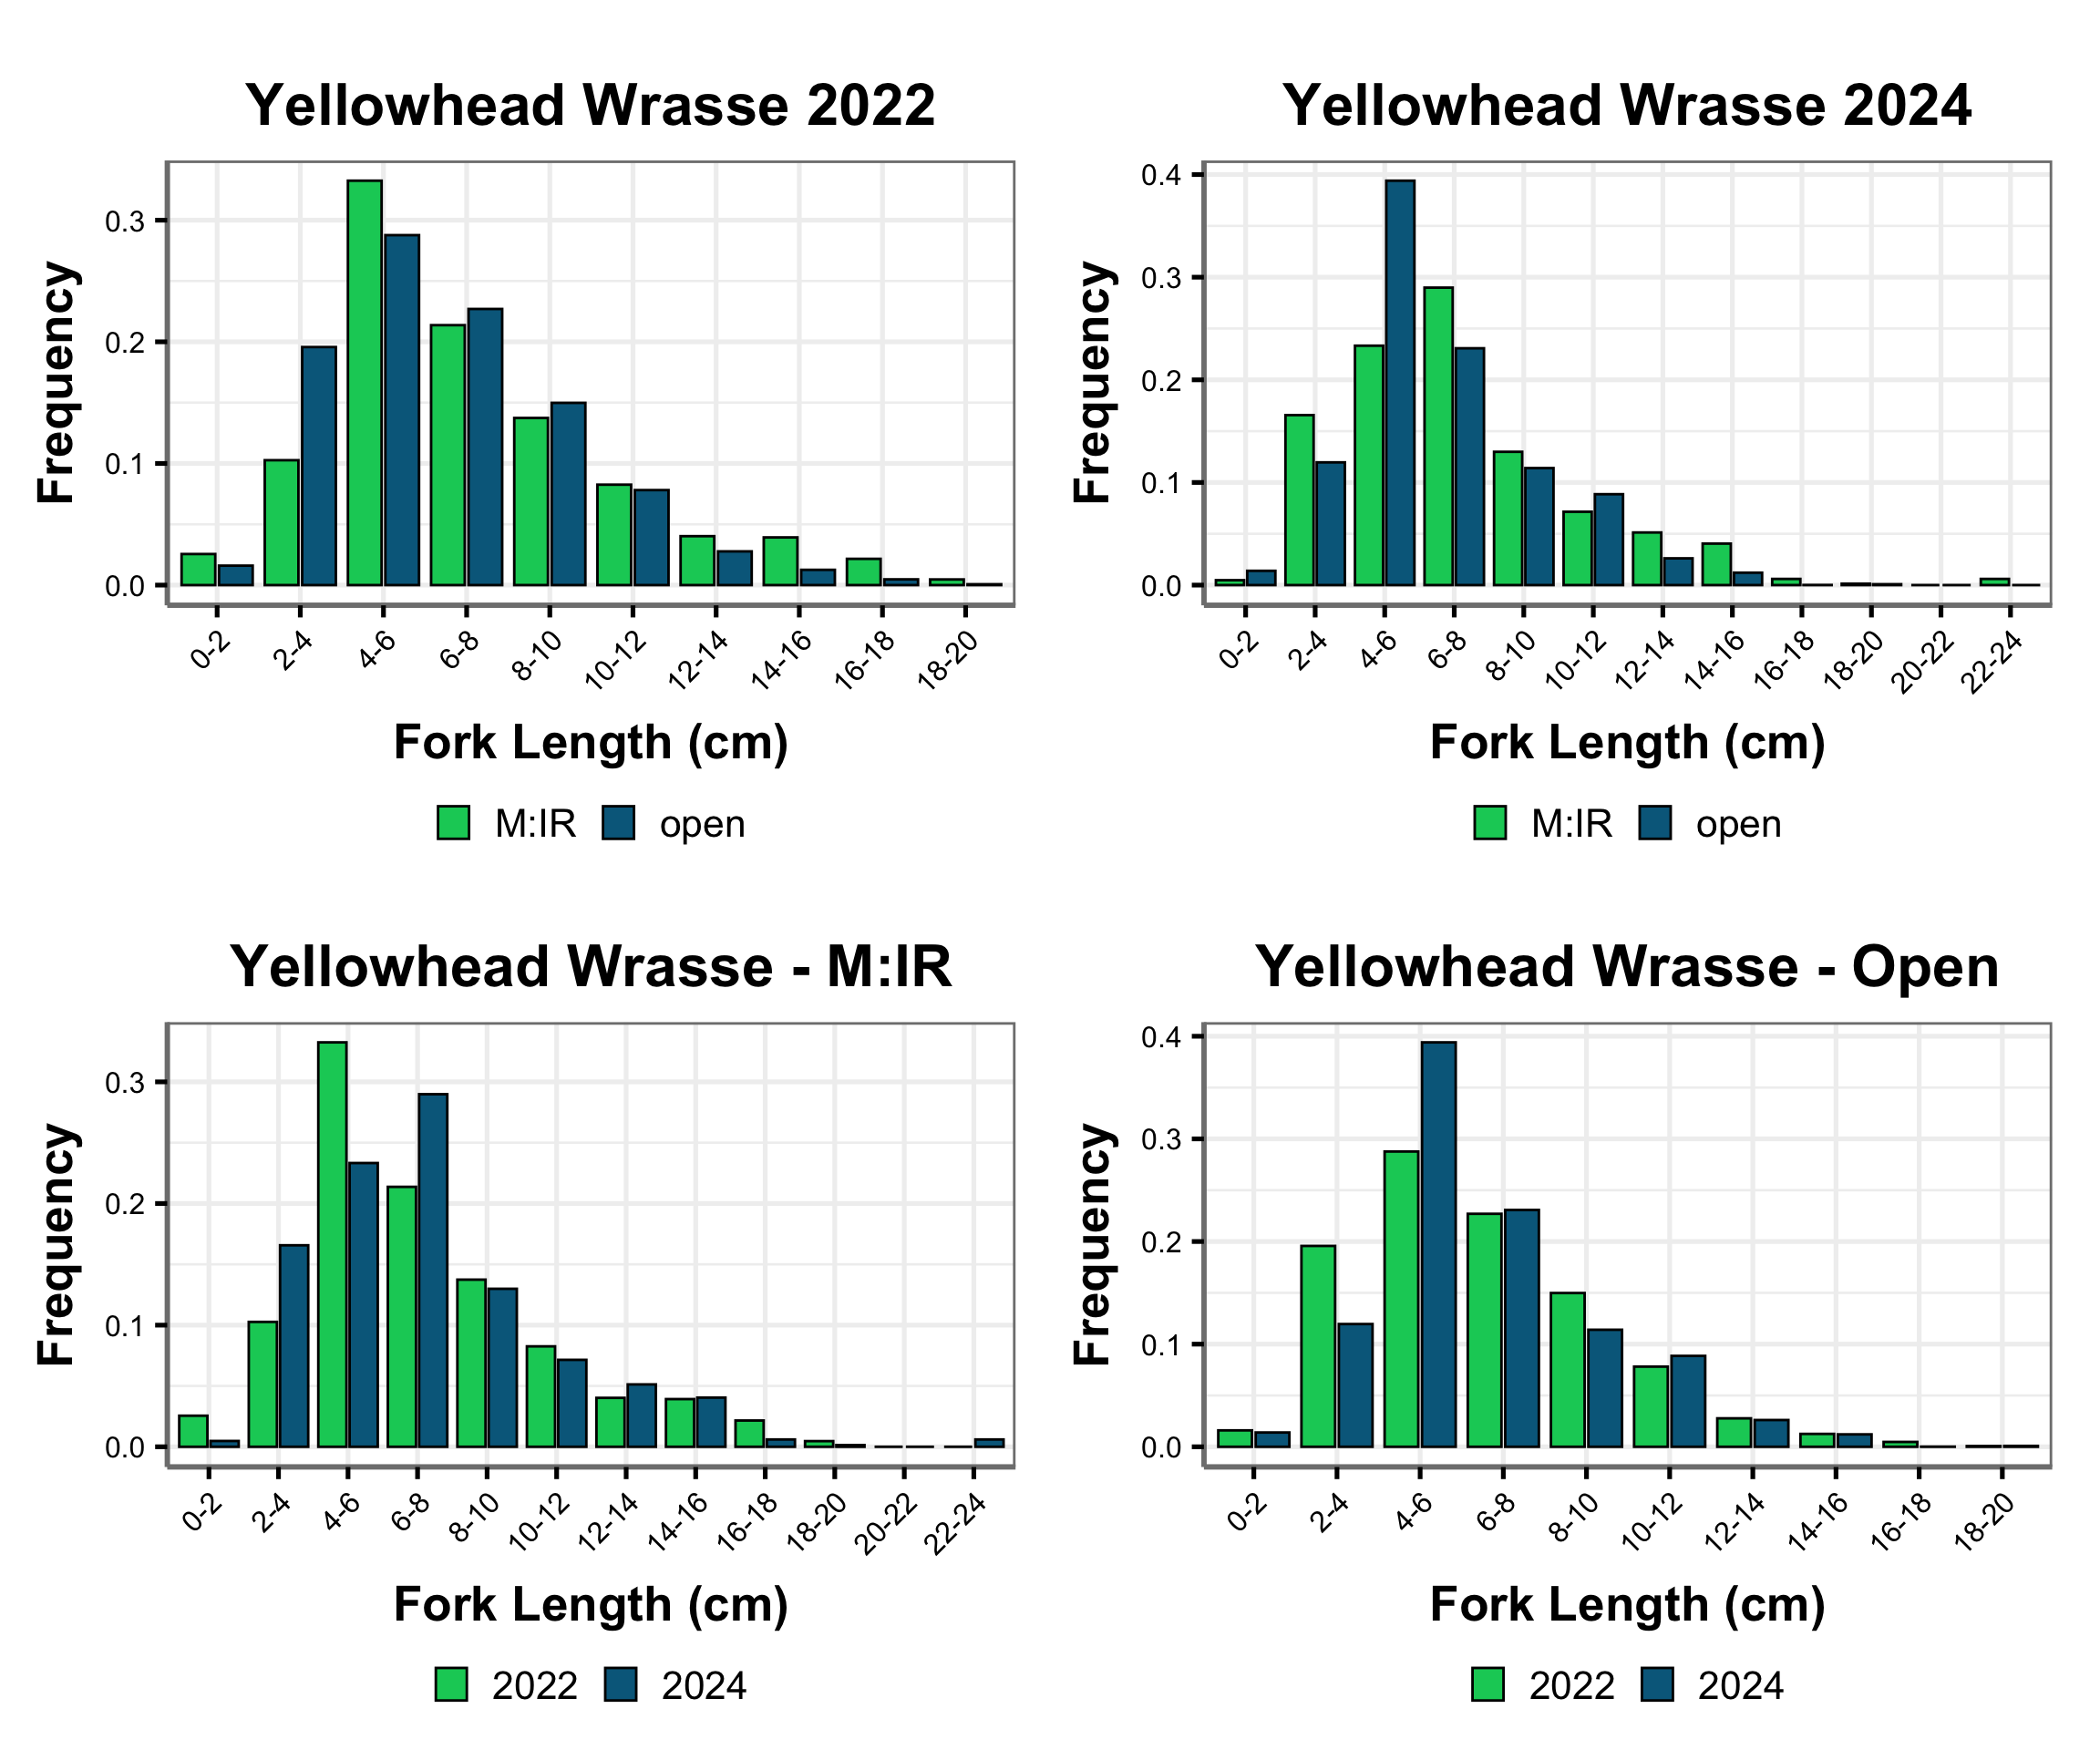 Yellowhead Wrasse 2022
Frequency
0.3
0.2
0.1
0.0
0-2 2-4 4-6 6-8 8-10 10-12 12-14 14-16 16-18 18-20
Fork Length (cm)
M:IR open
Yellowhead Wrasse 2024
Frequency
0.4
0.3
0.2
0.1
0.0
0-2 2-4 4-6 6-8 8-10 10-12 12-14 14-16 16-18 18-20 20-22 22-24
Fork Length (cm)
M:IR open
Yellowhead Wrasse - M:IR
Frequency
0.3
0.2
0.1
0.0
0-2 2-4 4-6 6-8 8-10 10-12 12-14 14-16 16-18 18-20 20-22 22-24
Fork Length (cm)
2022 2024
Yellowhead Wrasse - Open
Frequency
0.4
0.3
0.2
0.1
0.0
0-2 2-4 4-6 6-8 8-10 10-12 12-14 14-16 16-18 18-20
Fork Length (cm)
2022 2024